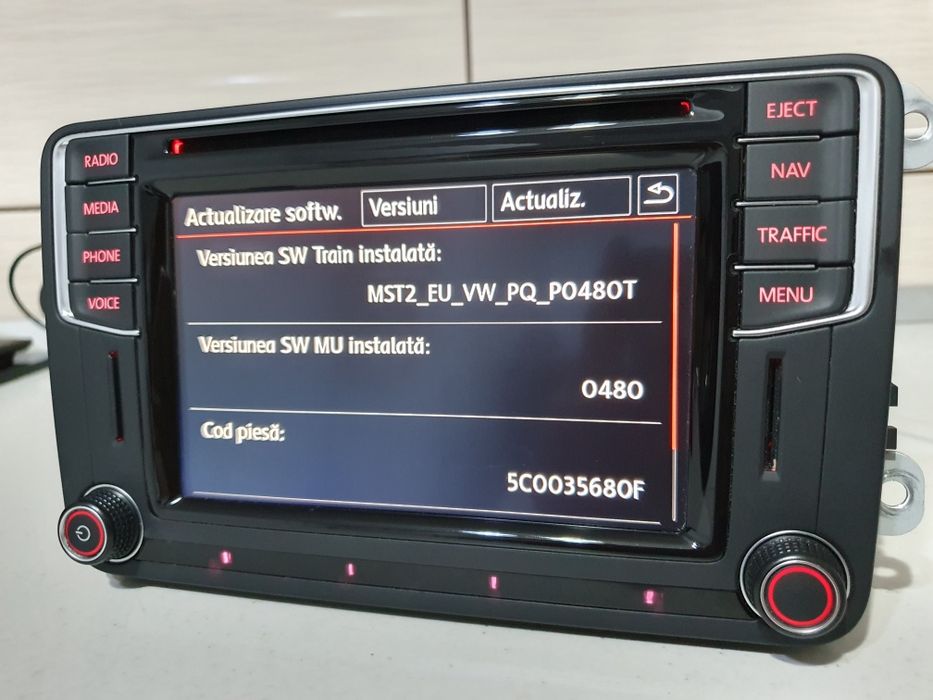 RADIO
MEDIA
PHONE
VOICE
Actualizare softw.
Versiuni
Actualiz.
Versiunea SW Train instalată:
MST2_EU_VW_PQ_P0480T
Versiunea SW MU instalată:
0480
Cod piesă:
5C0035680F
EJECT
NAV
TRAFFIC
MENU